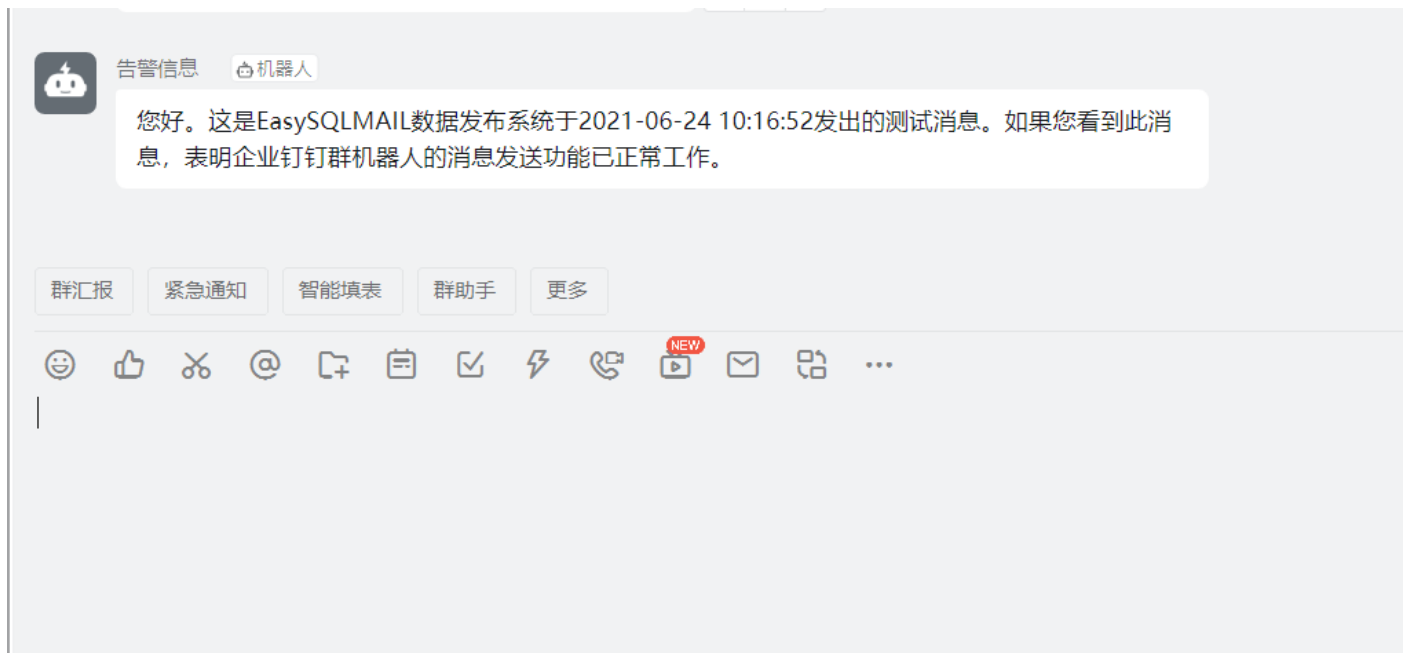 告警信息 机器人
您好。这是EasySQLMAIL数据发布系统于2021-06-24 10:16:52发出的测试消息。如果您看到此消
息，表明企业钉钉群机器人的消息发送功能已正常工作。
群汇报 紧急通知 智能填表 群助手 更多
NEW